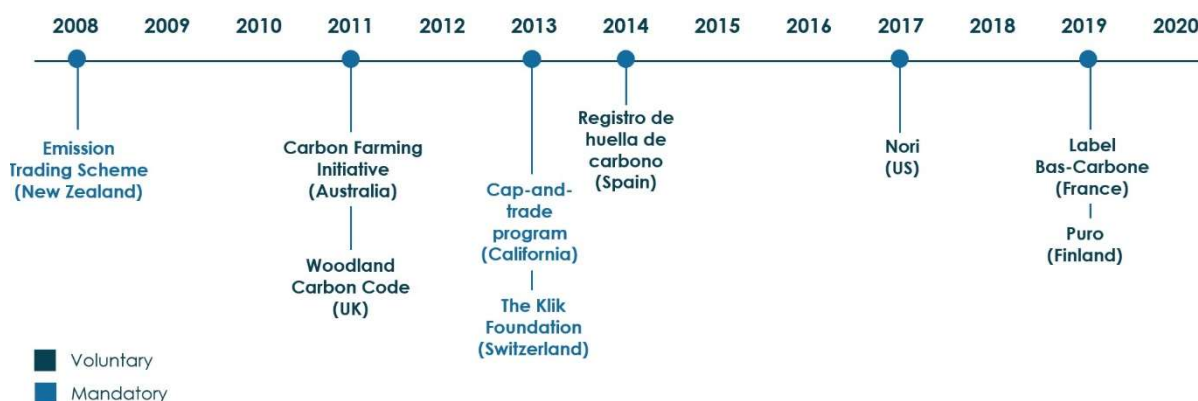 2008 2009 2010 2011 2012 2013 2014 2015 2016 2017 2018 2019 2020
Emission
Trading Scheme
(New Zealand)
Carbon Farming
Initiative
(Australia)
Woodland
Carbon Code
(UK)
Cap-and-
trade
program
(California)
The Klik
Foundation
(Switzerland)
Registro de
huella de
carbono
(Spain)
Nori
(US)
Label
Bas-Carbone
(France)
Puro
(Finland)
Voluntary
Mandatory